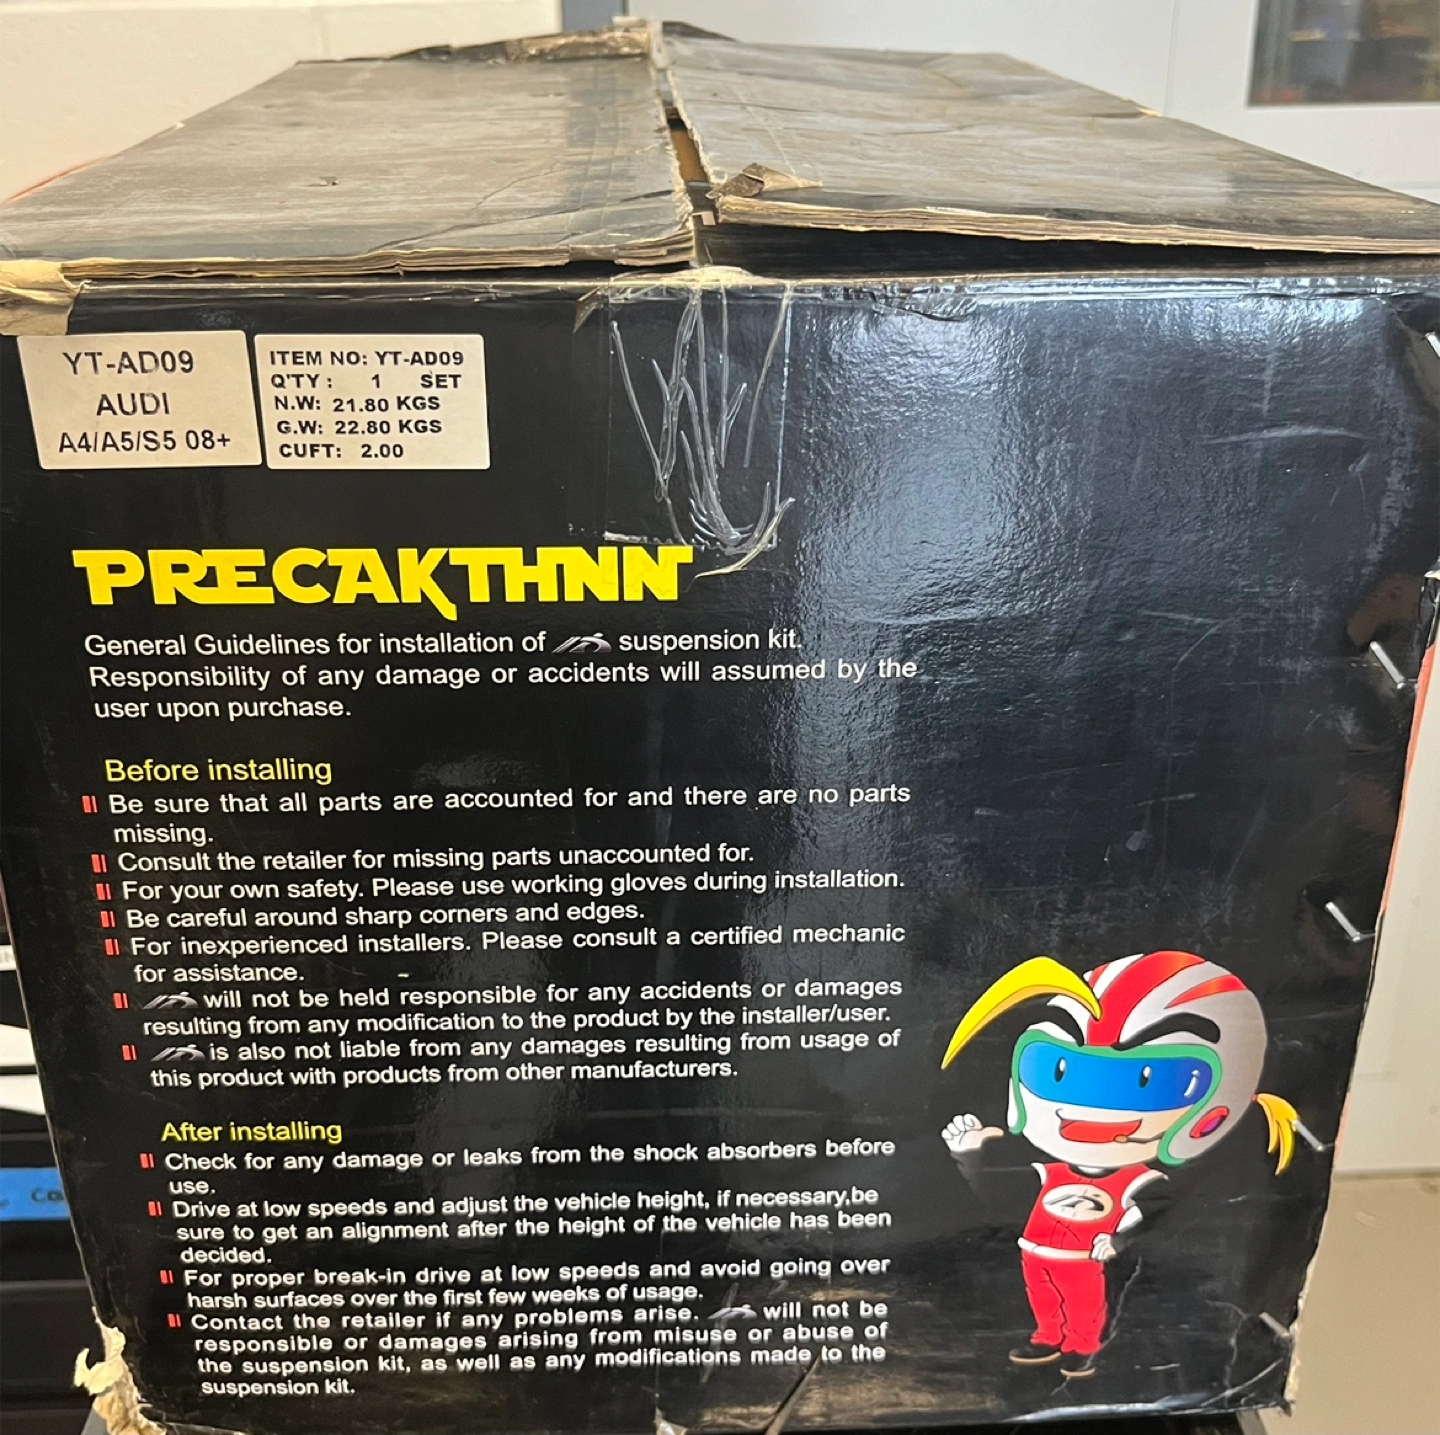 YT-AD09
AUDI
A4/A5/S5 08+
ITEM NO: YT-AD09
Q'TY : 1 SET
N.W: 21.80 KGS
G.W: 22.80 KGS
CUFT: 2.00
PRECAKTHNN
General Guidelines for installation of suspension kit.
Responsibility of any damage or accidents will assumed by the
user upon purchase.
Before installing
Be sure that all parts are accounted for and there are no parts
missing.
Consult the retailer for missing parts unaccounted for.
For your own safety. Please use working gloves during installation.
Be careful around sharp corners and edges.
For inexperienced installers. Please consult a certified mechanic
for assistance.
will not be held responsible for any accidents or damages
resulting from any modification to the product by the installer/user.
is also not liable from any damages resulting from usage of
this product with products from other manufacturers.
After installing
Check for any damage or leaks from the shock absorbers before
use.
Drive at low speeds and adjust the vehicle height, if necessary,be
sure to get an alignment after the height of the vehicle has been
decided.
For proper break-in drive at low speeds and avoid going over
harsh surfaces over the first few weeks of usage.
Contact the retailer if any problems arise. will not be
responsible or damages arising from misuse or abuse of
the suspension kit, as well as any modifications made to the
suspension kit.